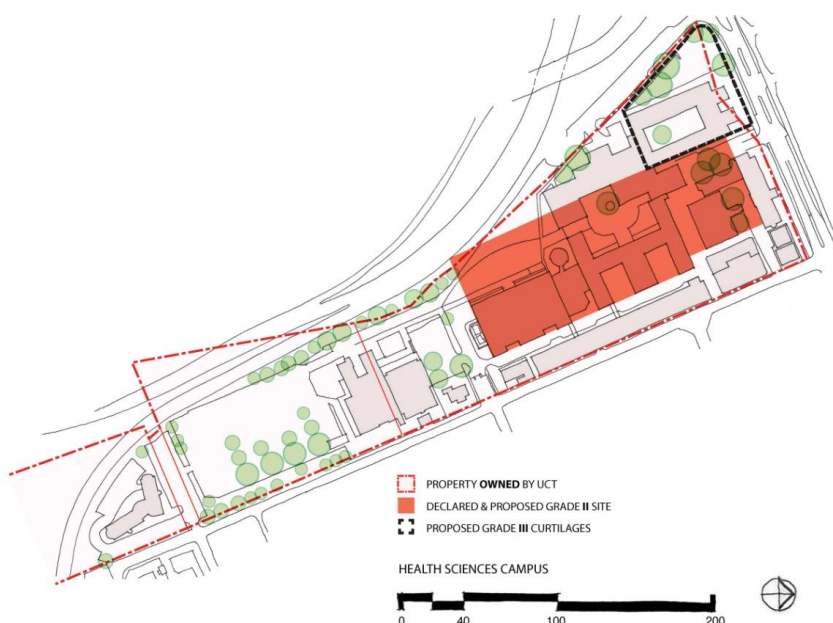 PROPERTY OWNED BY UCT
DECLARED & PROPOSED GRADE II SITE
PROPOSED GRADE III CURTILAGES
HEALTH SCIENCES CAMPUS
0 40 100 200